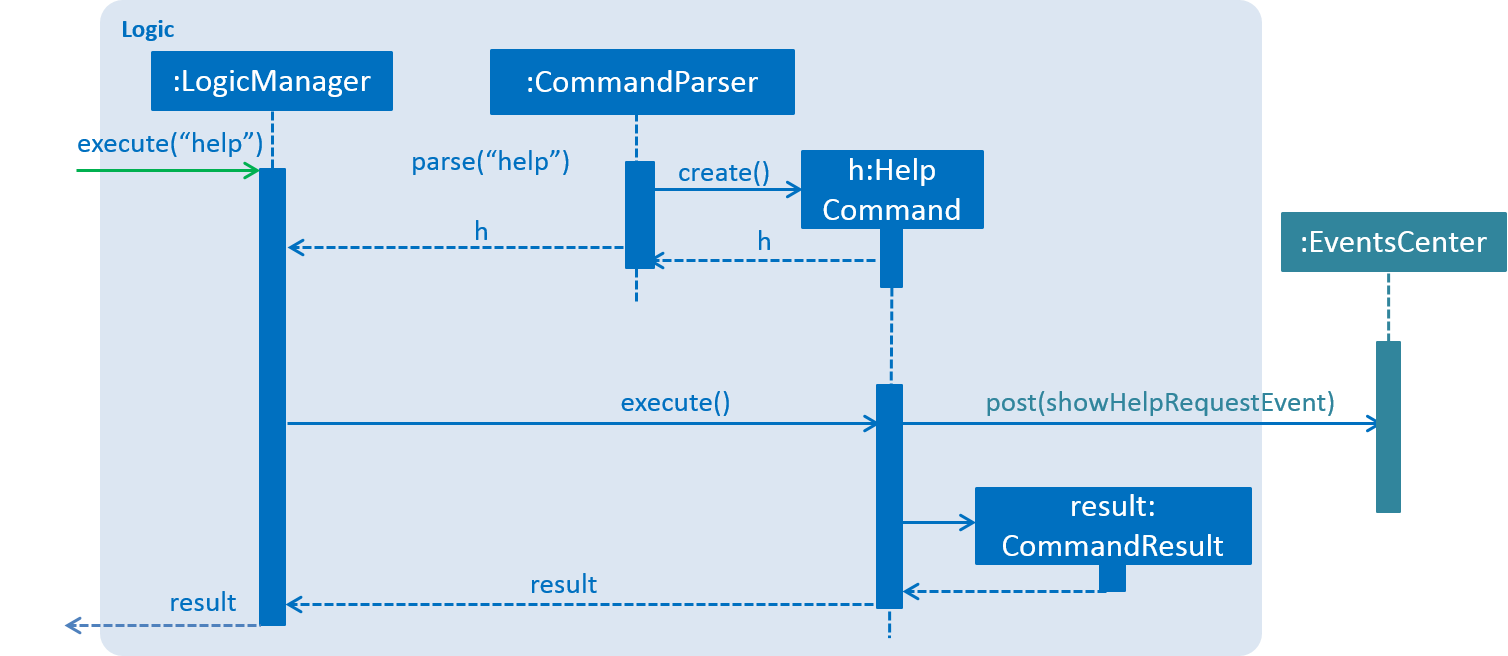 Logic
:LogicManager
:CommandParser
execute(“help”)
parse(“help”)
create()
h:Help
Command
h
h
:EventsCenter
execute()
post(showHelpRequestEvent)
result:
CommandResult
result
result